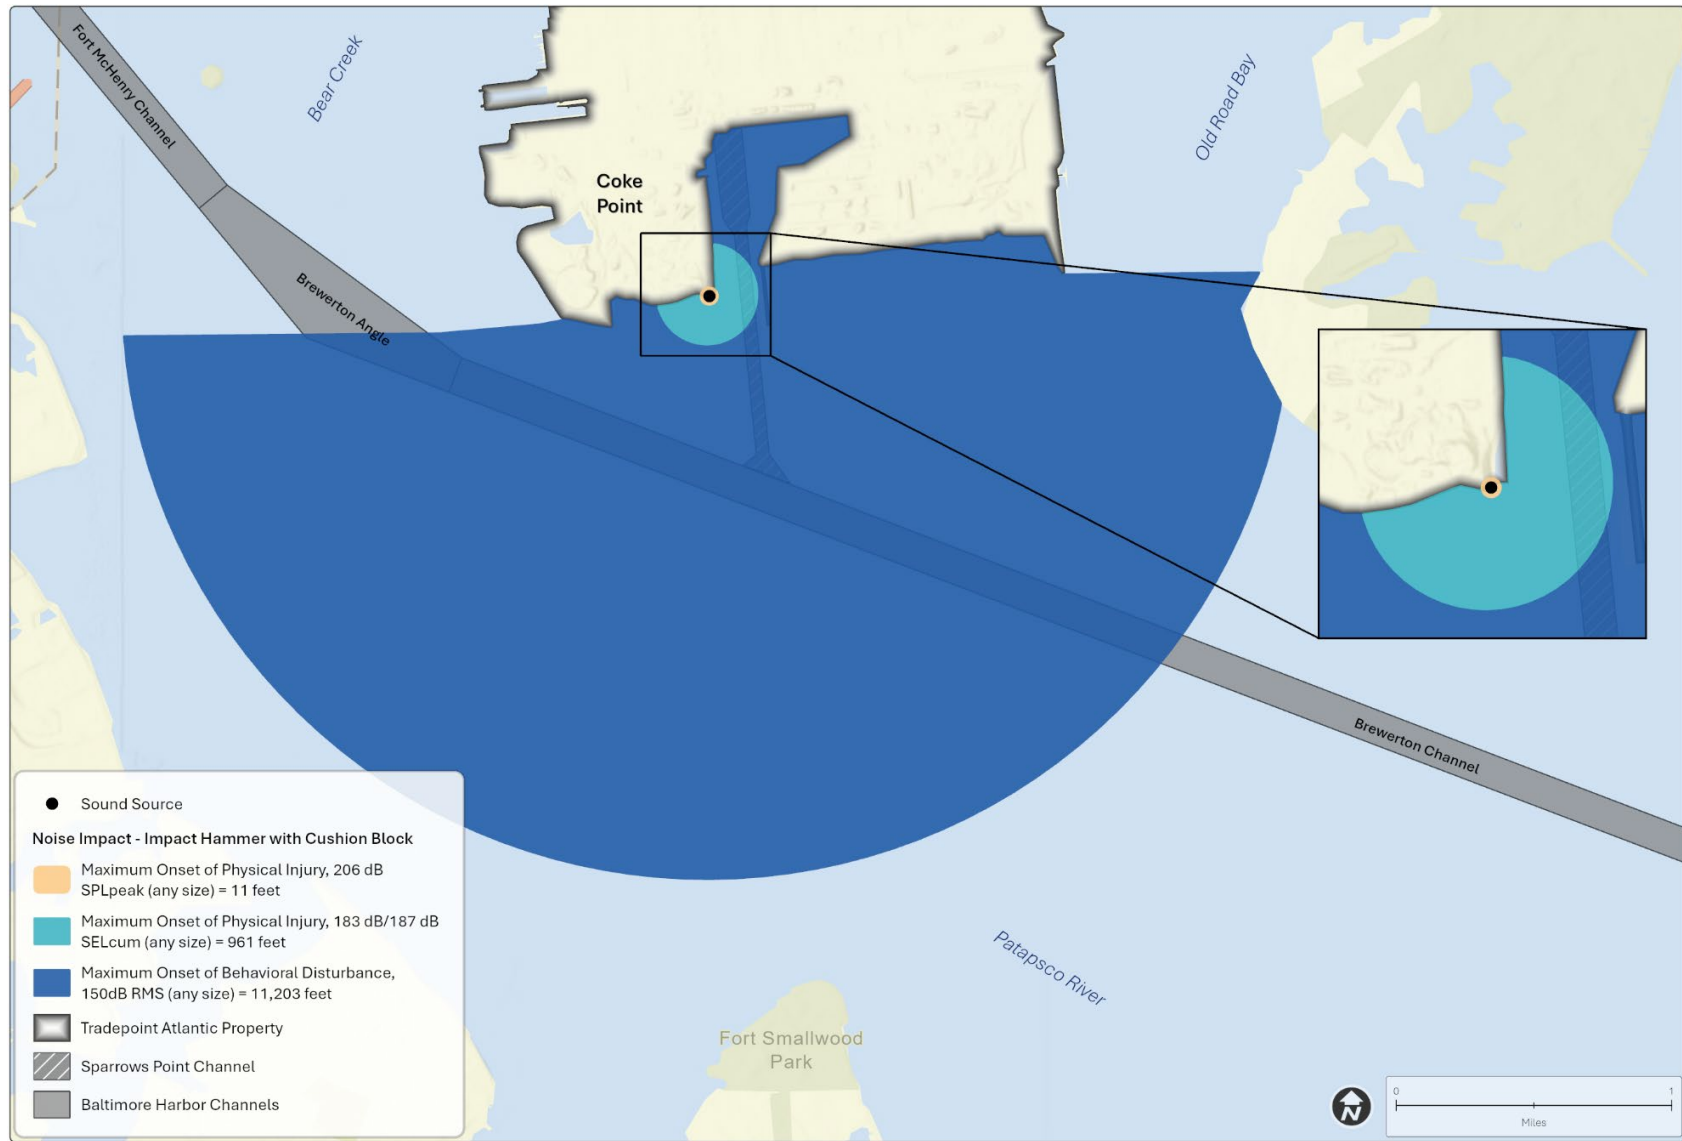 Fort McHenry Channel
Bear Creek
Old Road Bay
Coke
Point
Brewerton Angle
Brewerton Channel
Patapsco River
Fort Smallwood
Park
Sound Source
Noise Impact - Impact Hammer with Cushion Block
Maximum Onset of Physical Injury, 206 dB
SPLpeak (any size) = 11 feet
Maximum Onset of Physical Injury, 183 dB/187 dB
SELcum (any size) = 961 feet
Maximum Onset of Behavioral Disturbance,
150dB RMS (any size) = 11,203 feet
Tradepoint Atlantic Property
Sparrows Point Channel
Baltimore Harbor Channels
N
0 1
Miles